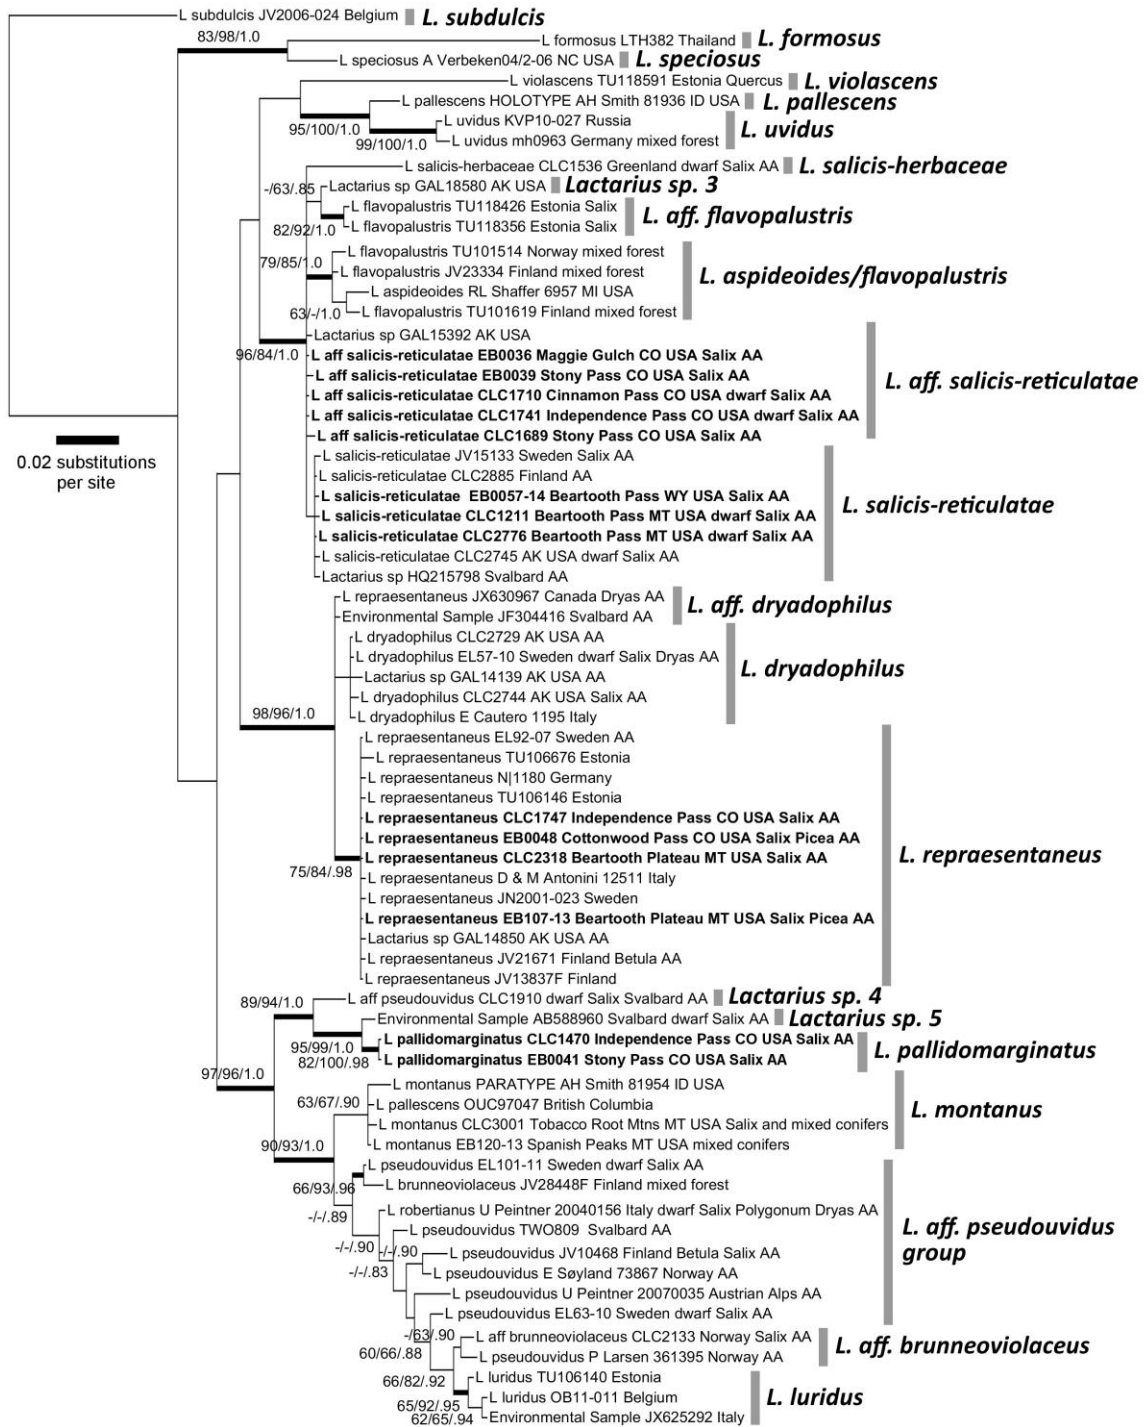 L subdulcis JV2006-024 Belgium
L. subdulcis
83/98/1.0
L formosus LTH382 Thailand
L. formosus
L speciosus A Verbeken04/2-06 NC USA
L. speciosus
L violascens TU118591 Estonia Quercus
L. violascens
L pallescens HOLOTYPE AH Smith 81936 ID USA
L. pallescens
95/100/1.0
L uvidus KVP10-027 Russia
L. uvidus
99/100/1.0
L uvidus mh0963 Germany mixed forest
L salicis-herbaceae CLC1536 Greenland dwarf Salix AA
L. salicis-herbaceae
-/63/.85
Lactarius sp GAL18580 AK USA
Lactarius sp. 3
L flavopalustris TU118426 Estonia Salix
L. aff. flavopalustris
82/92/1.0
L flavopalustris TU118356 Estonia Salix
L flavopalustris TU101514 Norway mixed forest
79/85/1.0
L flavopalustris JV23334 Finland mixed forest
L. aspideoides/flavopalustris
L aspideoides RL Shaffer 6957 MI USA
63/-/1.0
L flavopalustris TU101619 Finland mixed forest
Lactarius sp GAL15392 AK USA
96/84/1.0
L aff salicis-reticulatae EB0036 Maggie Gulch CO USA Salix AA
L aff salicis-reticulatae EB0039 Stony Pass CO USA Salix AA
L. aff. salicis-reticulatae
L aff salicis-reticulatae CLC1710 Cinnamon Pass CO USA dwarf Salix AA
L aff salicis-reticulatae CLC1741 Independence Pass CO USA dwarf Salix AA
L aff salicis-reticulatae CLC1689 Stony Pass CO USA Salix AA
0.02 substitutions
per site
L salicis-reticulatae JV15133 Sweden Salix AA
L salicis-reticulatae CLC2885 Finland AA
L salicis-reticulatae EB0057-14 Beartooth Pass WY USA Salix AA
L. salicis-reticulatae
L salicis-reticulatae CLC1211 Beartooth Pass MT USA dwarf Salix AA
L salicis-reticulatae CLC2776 Beartooth Pass MT USA dwarf Salix AA
L salicis-reticulatae CLC2745 AK USA dwarf Salix AA
Lactarius sp HQ215798 Svalbard AA
L repraesentaneus JX630967 Canada Dryas AA
L. aff. dryadophilus
Environmental Sample JF304416 Svalbard AA
L dryadophilus CLC2729 AK USA AA
L dryadophilus EL57-10 Sweden dwarf Salix Dryas AA
L. dryadophilus
Lactarius sp GAL14139 AK USA AA
L dryadophilus CLC2744 AK USA Salix AA
98/96/1.0
L dryadophilus E Cautero 1195 Italy
L repraesentaneus EL92-07 Sweden AA
L repraesentaneus TU106676 Estonia
L repraesentaneus N|1180 Germany
L repraesentaneus TU106146 Estonia
L repraesentaneus CLC1747 Independence Pass CO USA Salix AA
L repraesentaneus EB0048 Cottonwood Pass CO USA Salix Picea AA
L. repraesentaneus
L repraesentaneus CLC2318 Beartooth Plateau MT USA Salix AA
75/84/.98
L repraesentaneus D & M Antonini 12511 Italy
L repraesentaneus JN2001-023 Sweden
L repraesentaneus EB107-13 Beartooth Plateau MT USA Salix Picea AA
Lactarius sp GAL14850 AK USA AA
L repraesentaneus JV21671 Finland Betula AA
L repraesentaneus JV13837F Finland
89/94/1.0
L aff pseudouvidus CLC1910 dwarf Salix Svalbard AA
Lactarius sp. 4
Environmental Sample AB588960 Svalbard dwarf Salix AA
Lactarius sp. 5
95/99/1.0
L pallidomarginatus CLC1470 Independence Pass CO USA Salix AA
L. pallidomarginatus
82/100/.98
L pallidomarginatus EB0041 Stony Pass CO USA Salix AA
97/96/1.0
L montanus PARATYPE AH Smith 81954 ID USA
63/67/.90
L pallescens OUC97047 British Columbia
L. montanus
L montanus CLC3001 Tobacco Root Mtns MT USA Salix and mixed conifers
90/93/1.0
L montanus EB120-13 Spanish Peaks MT USA mixed conifers
L pseudouvidus EL101-11 Sweden dwarf Salix AA
66/93/.96
L brunneoviolaceus JV28448F Finland mixed forest
-/-/.89
L robertianus U Peintner 20040156 Italy dwarf Salix Polygonum Dryas AA
L. aff. pseudouvidus
group
L pseudouvidus TWO809 Svalbard AA
-/-/.90
-/-/.90
L pseudouvidus JV10468 Finland Betula Salix AA
-/-/.83
L pseudouvidus E Søyland 73867 Norway AA
L pseudouvidus U Peintner 20070035 Austrian Alps AA
L pseudouvidus EL63-10 Sweden dwarf Salix AA
-/63/.90
L aff brunneoviolaceus CLC2133 Norway Salix AA
L. aff. brunneoviolaceus
60/66/.88
L pseudouvidus P Larsen 361395 Norway AA
66/82/.92
L luridus TU106140 Estonia
L. luridus
65/92/.95
L luridus OB11-011 Belgium
62/65/.94
Environmental Sample JX625292 Italy